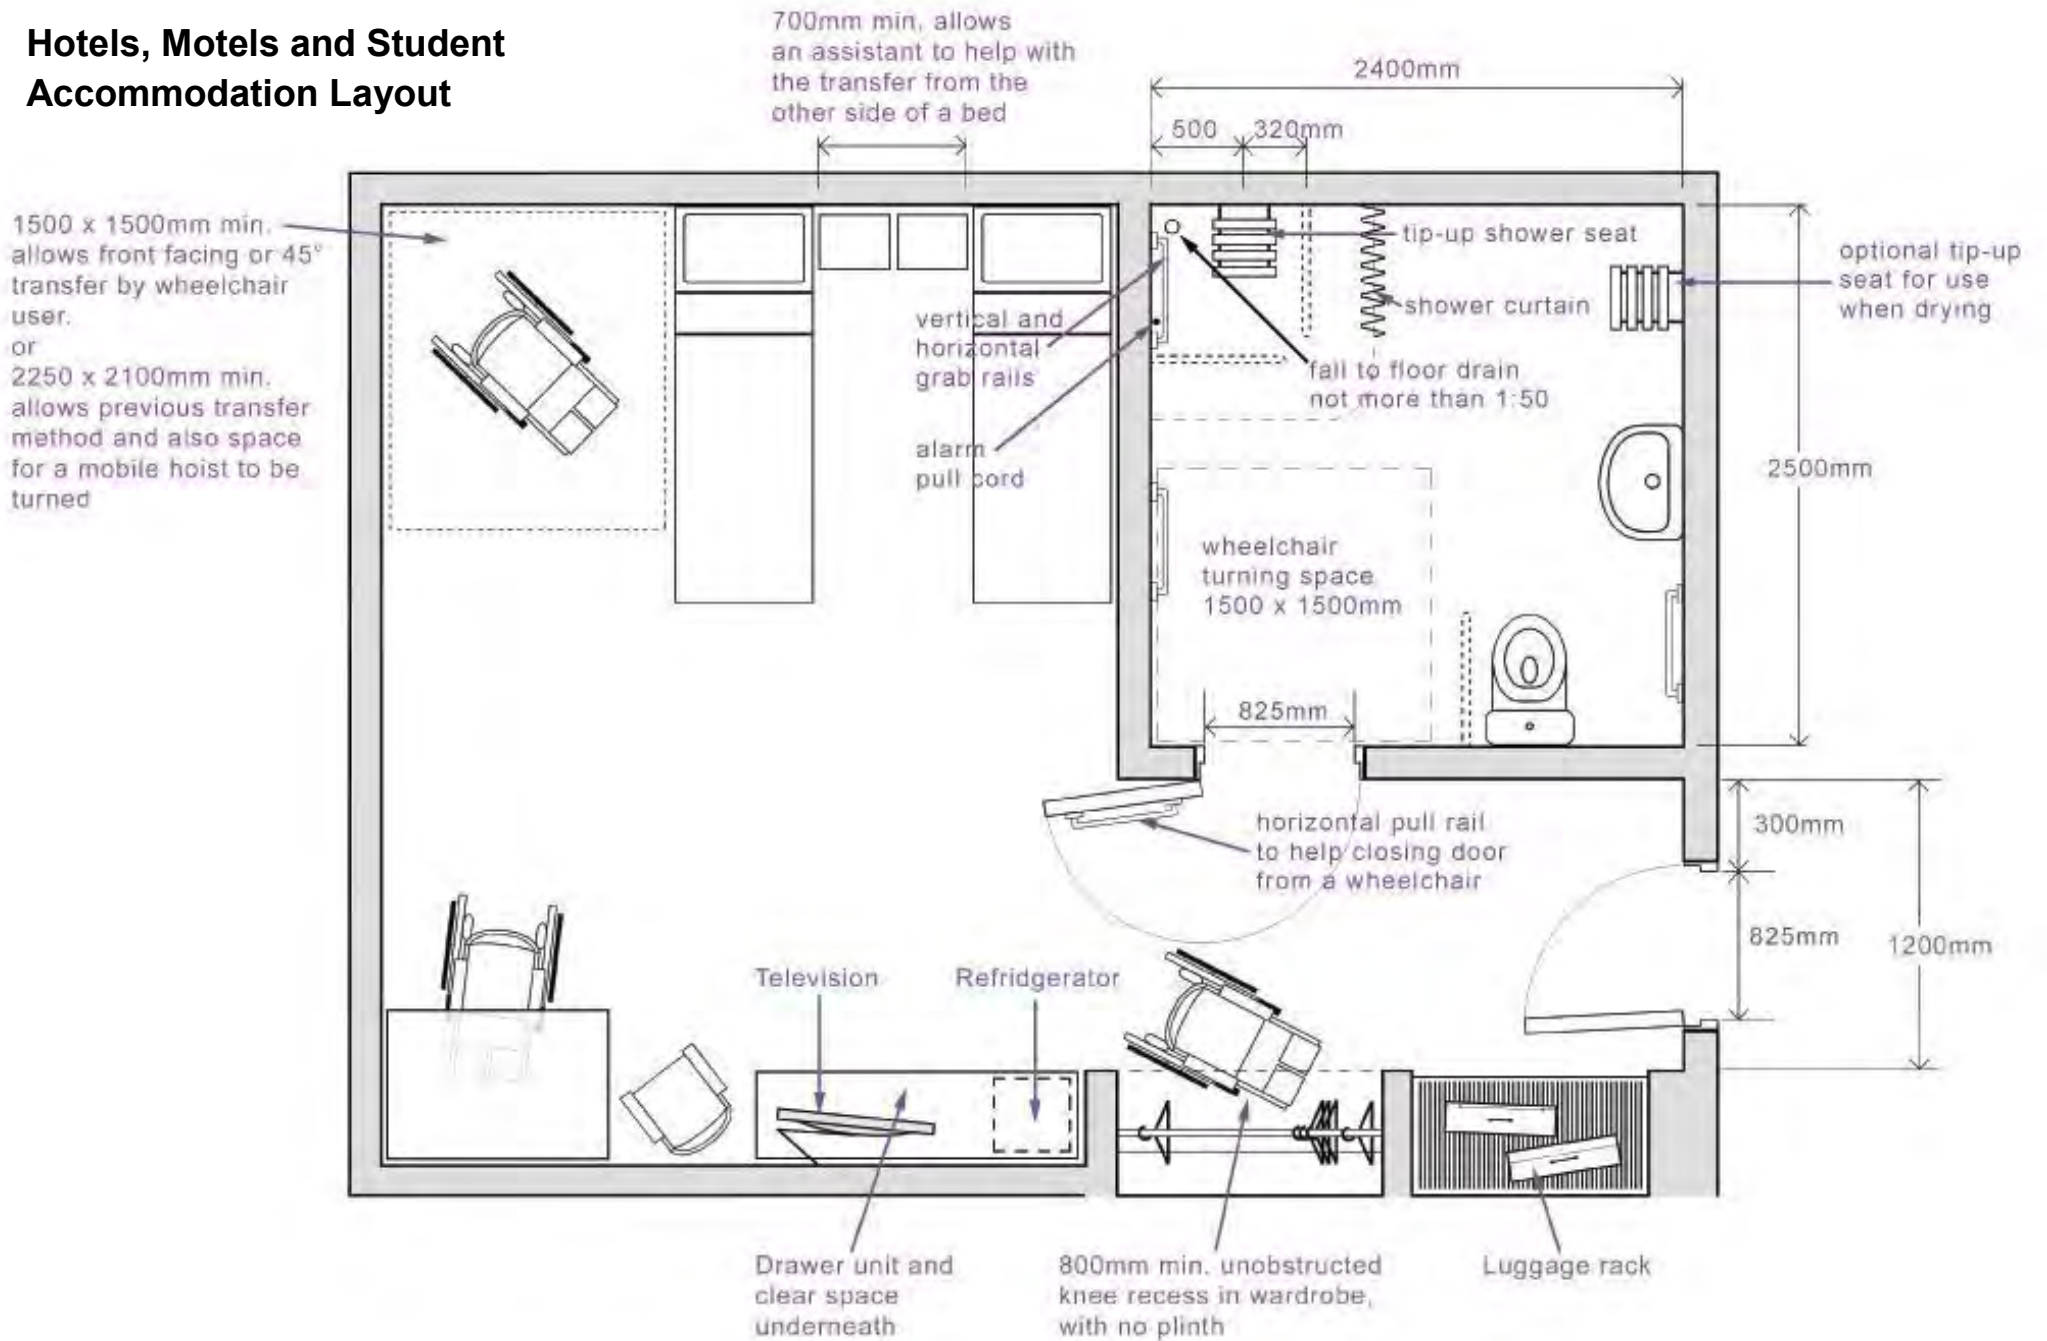 Hotels, Motels and Student
Accommodation Layout
700mm min. allows
an assistant to help with
the transfer from the
other side of a bed
2400mm
500
320mm
1500 x 1500mm min.
allows front facing or 45°
transfer by wheelchair
user.
or
2250 x 2100mm min.
allows previous transfer
method and also space
for a mobile hoist to be
turned
tip-up shower seat
optional tip-up
seat for use
when drying
shower curtain
vertical and
horizontal
grab rails
fall to floor drain
not more than 1:50
alarm
pull cord
2500mm
wheelchair
turning space
1500 x 1500mm
825mm
horizontal pull rail
to help closing door
from a wheelchair
300mm
825mm
1200mm
Television
Refridgerator
Drawer unit and
clear space
underneath
800mm min. unobstructed
knee recess in wardrobe,
with no plinth
Luggage rack